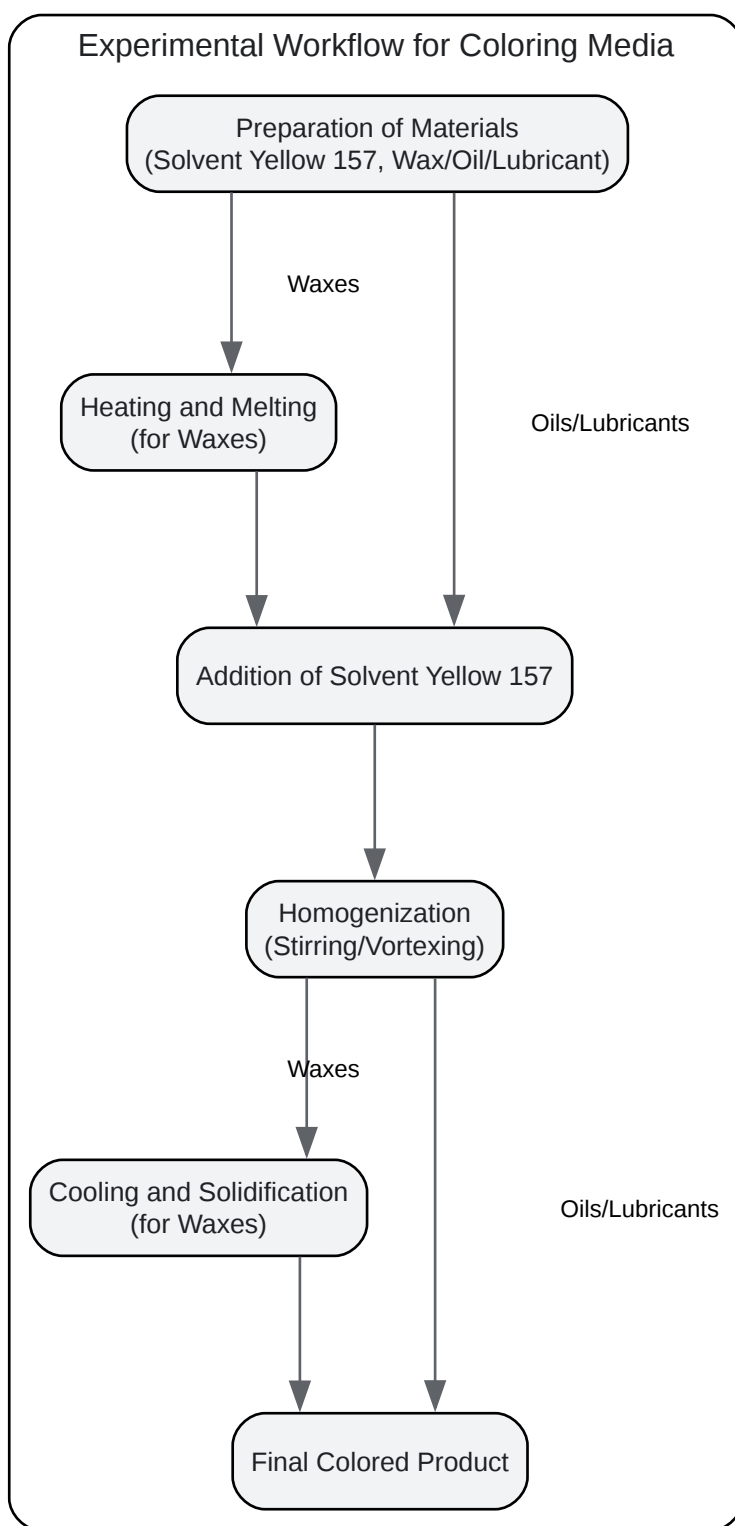 Experimental Workflow for Coloring Media
Preparation of Materials
(Solvent Yellow 157, Wax/Oil/Lubricant)
Waxes
Heating and Melting
(for Waxes)
Oils/Lubricants
Addition of Solvent Yellow 157
Homogenization
(Stirring/Vortexing)
Waxes
Cooling and Solidification
(for Waxes)
Oils/Lubricants
Final Colored Product